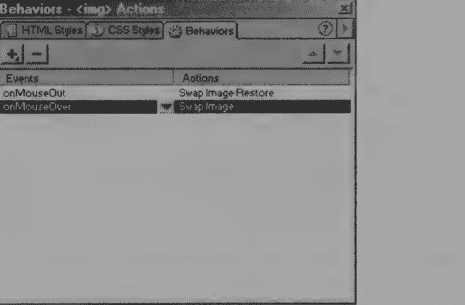 Behaviors - <img> Actions
HTML Styles CSS Styles Behaviors
Events Actions
onMouseOut Swap Image Restore
onMouseOver Swap Image